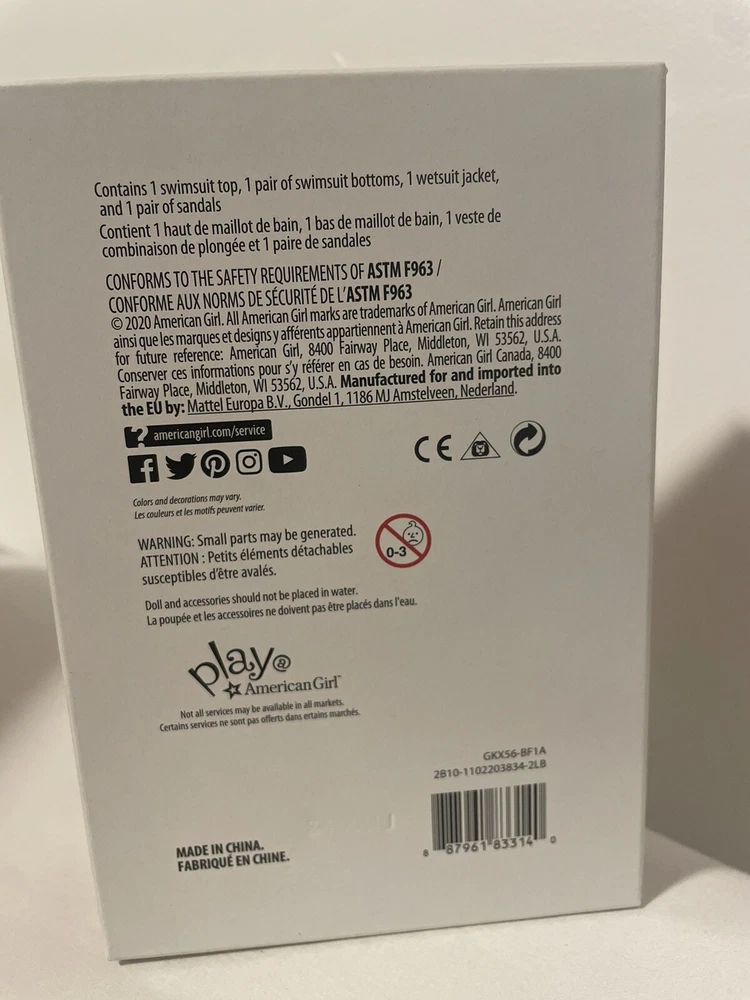 Contains 1 swimsuit top, 1 pair of swimsuit bottoms, 1 wetsuit jacket,
and 1 pair of sandals
Contient 1 haut de maillot de bain, 1 bas de maillot de bain, 1 veste de
combinaison de plongée et 1 paire de sandales
CONFORMS TO THE SAFETY REQUIREMENTS OF ASTM F963 /
CONFORME AUX NORMS DE SÉCURITÉ DE L'ASTM F963
© 2020 American Girl. All American Girl marks are trademarks of American Girl. American Girl
ainsi que les marques et designs y afférents appartiennent à American Girl. Retain this address
for future reference: American Girl, 8400 Fairway Place, Middleton, WI 53562, U.S.A.
Conserver ces informations pour s'y référer en cas de besoin. American Girl Canada, 8400
Fairway Place, Middleton, WI 53562, U.S.A. Manufactured for and imported into
the EU by: Mattel Europa B.V., Gondel 1, 1186 MJ Amstelveen, Nederland.
? americangirl.com/service
CE
Colors and decorations may vary.
Les couleurs et les motifs peuvent varier.
WARNING: Small parts may be generated.
ATTENTION : Petits éléments détachables
susceptibles d'être avalés.
0-3
Doll and accessories should not be placed in water.
La poupée et les accessoires ne doivent pas être placés dans l'eau.
play@
American Girl™
Not all services may be available in all markets.
Certains services ne sont pas offerts dans ertains marchés.
GKX56-BF1A
2B10-1102203834-2LB
8 87961 83314 0
MADE IN CHINA.
FABRIQUÉ EN CHINE.